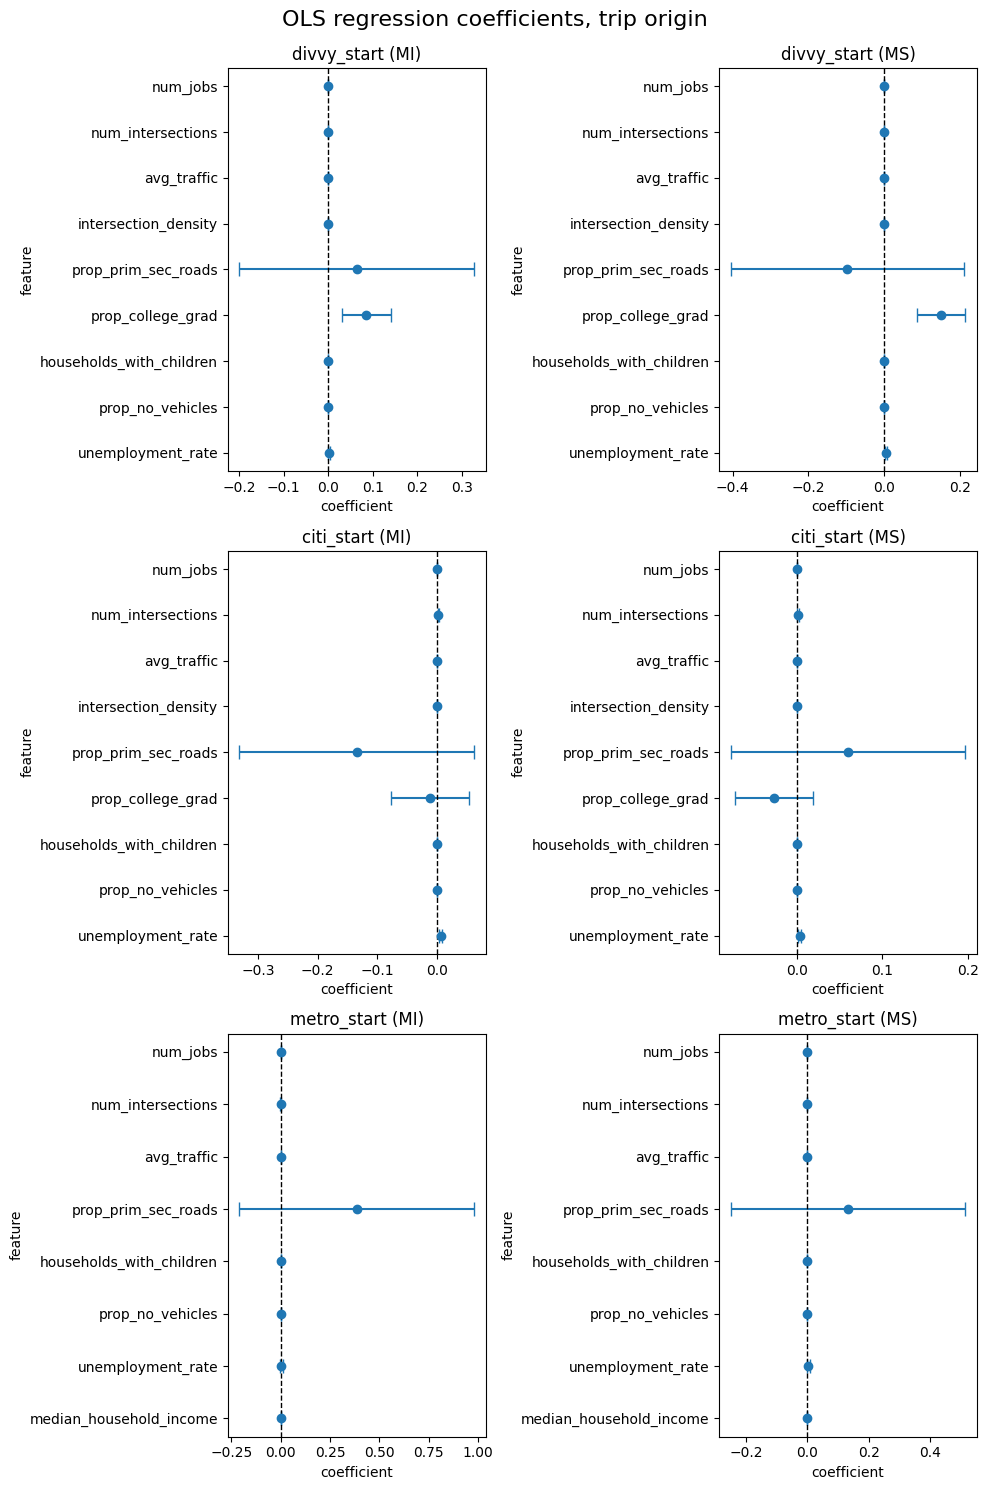 OLS regression coefficients, trip origin
divvy_start (MI)
feature
num_jobs
num_intersections
avg_traffic
intersection_density
prop_prim_sec_roads
prop_college_grad
households_with_children
prop_no_vehicles
unemployment_rate
−0.2 −0.1 0.0 0.1 0.2 0.3
coefficient
divvy_start (MS)
feature
num_jobs
num_intersections
avg_traffic
intersection_density
prop_prim_sec_roads
prop_college_grad
households_with_children
prop_no_vehicles
unemployment_rate
−0.4 −0.2 0.0 0.2
coefficient
citi_start (MI)
feature
num_jobs
num_intersections
avg_traffic
intersection_density
prop_prim_sec_roads
prop_college_grad
households_with_children
prop_no_vehicles
unemployment_rate
−0.3 −0.2 −0.1 0.0
coefficient
citi_start (MS)
feature
num_jobs
num_intersections
avg_traffic
intersection_density
prop_prim_sec_roads
prop_college_grad
households_with_children
prop_no_vehicles
unemployment_rate
0.0 0.1 0.2
coefficient
metro_start (MI)
feature
num_jobs
num_intersections
avg_traffic
prop_prim_sec_roads
households_with_children
prop_no_vehicles
unemployment_rate
median_household_income
−0.25 0.00 0.25 0.50 0.75 1.00
coefficient
metro_start (MS)
feature
num_jobs
num_intersections
avg_traffic
prop_prim_sec_roads
households_with_children
prop_no_vehicles
unemployment_rate
median_household_income
−0.2 0.0 0.2 0.4
coefficient